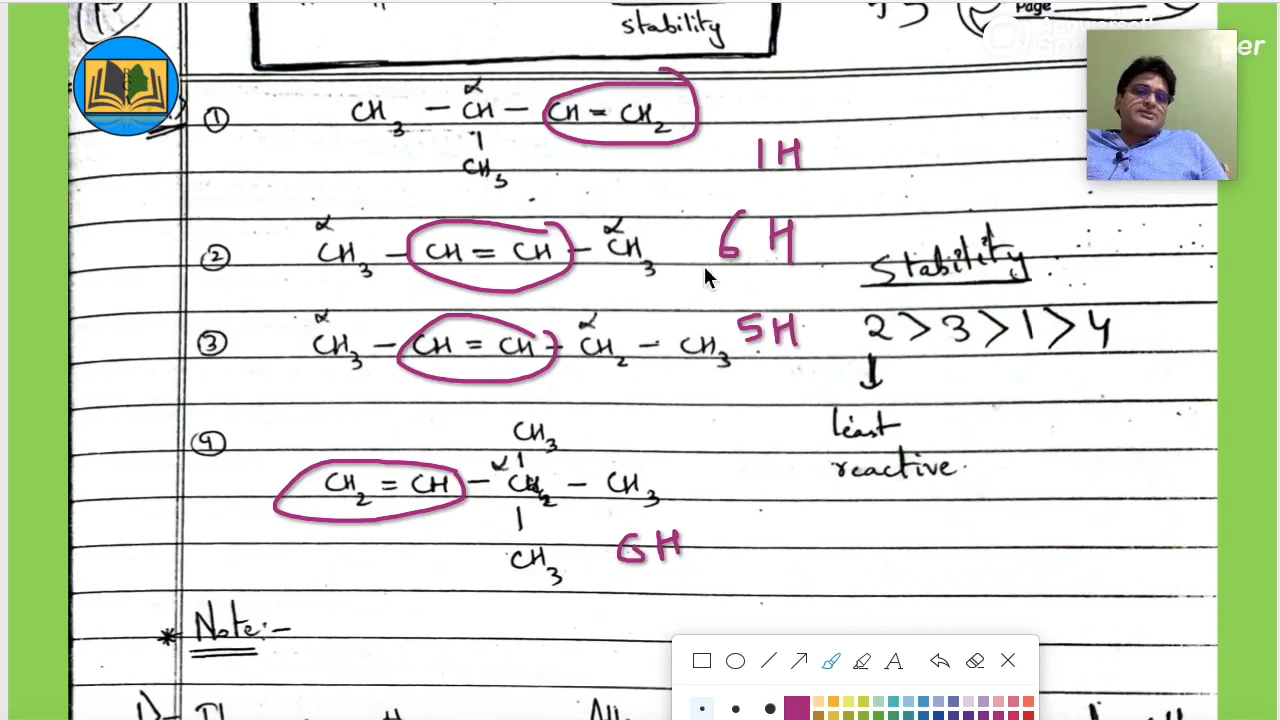 Page
stability
① CH3 - CH - CH = CH2
α
|
CH3
1H
② CH3 - CH = CH - CH3
α α
6H
Stability
③ CH3 - CH = CH - CH2 - CH3
α α
5H
2 > 3 > 1 > 4
↓
least
reactive.
CH3
α |
④ CH2 = CH - C - CH3
|
CH3
0H
* Note:-
A